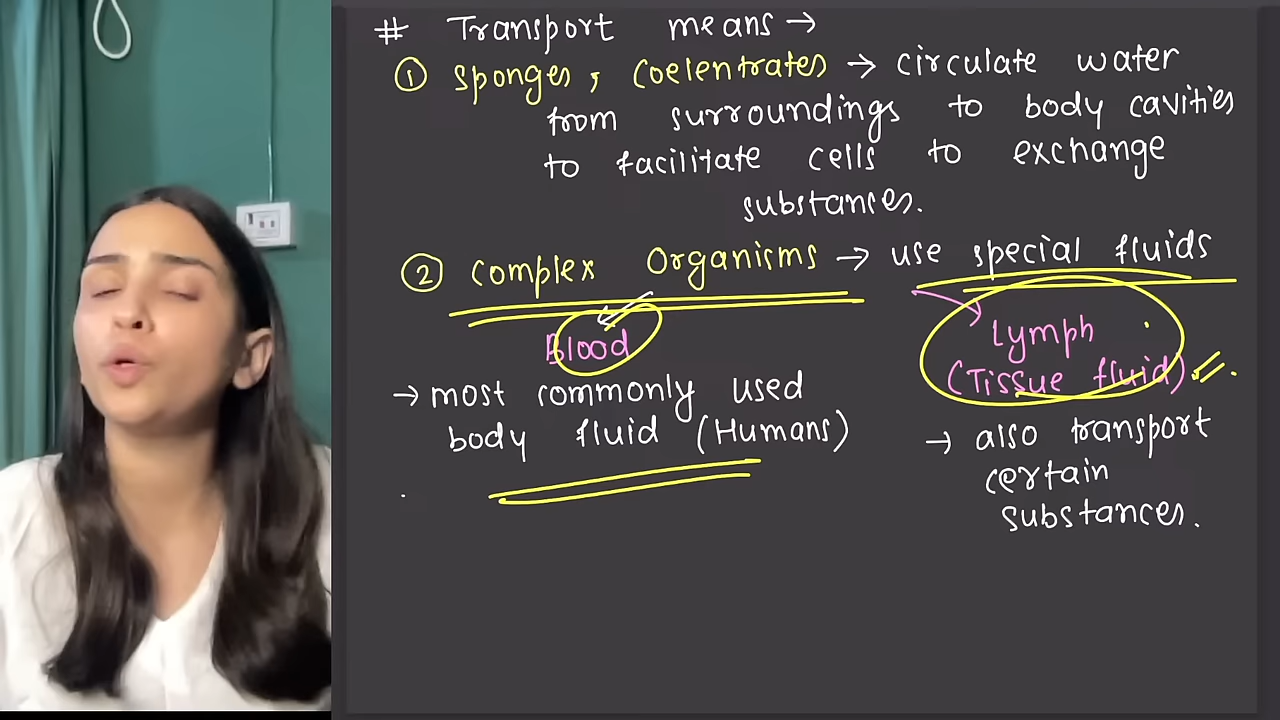 # Transport means →
① Sponges, Coelentrates → circulate water
from surroundings to body cavities
to facilitate cells to exchange
substances.
② Complex Organisms → use special fluids
Blood
→ most commonly used
body fluid (Humans)
Lymph
(Tissue fluid)
→ also transport
certain
substances.